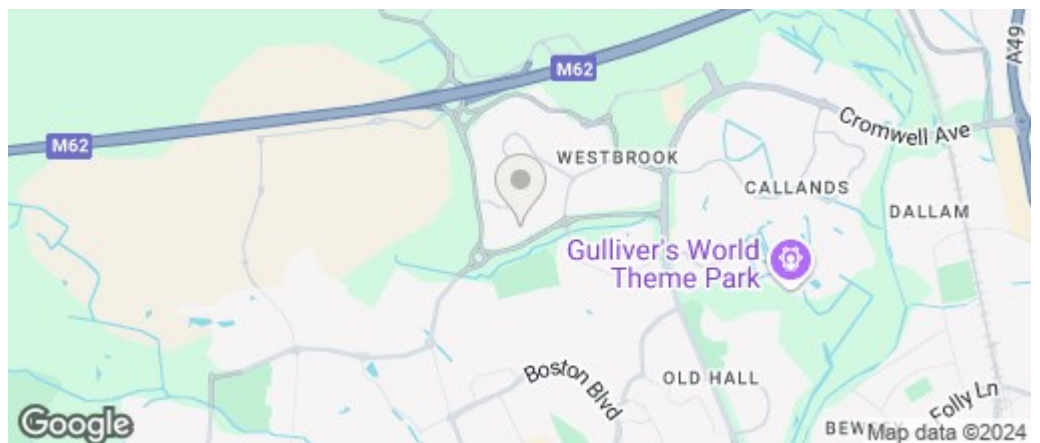 A49
M62
Cromwell Ave
M62
WESTBROOK
CALLANDS
DALLAM
Gulliver's World
Theme Park
Boston Blvd
OLD HALL
Folly Ln
Google
Map data ©2024